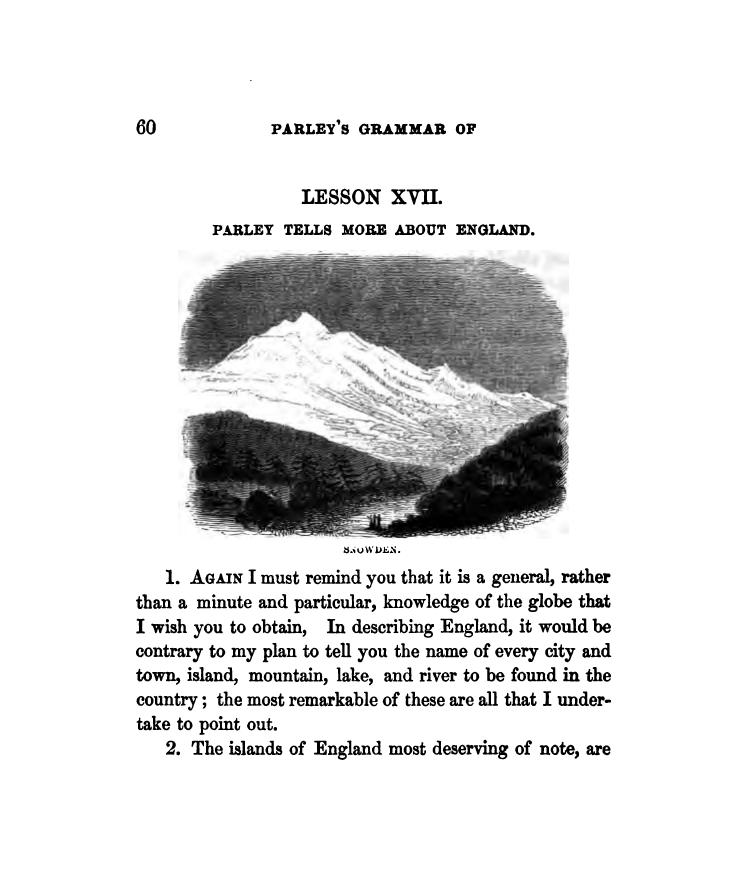 60
PARLEY'S GRAMMAR OF
LESSON XVII.
PARLEY TELLS MORE ABOUT ENGLAND.
SNOWDEN.
1. AGAIN I must remind you that it is a general, rather
than a minute and particular, knowledge of the globe that
I wish you to obtain, In describing England, it would be
contrary to my plan to tell you the name of every city and
town, island, mountain, lake, and river to be found in the
country; the most remarkable of these are all that I under-
take to point out.
2. The islands of England most deserving of note, are